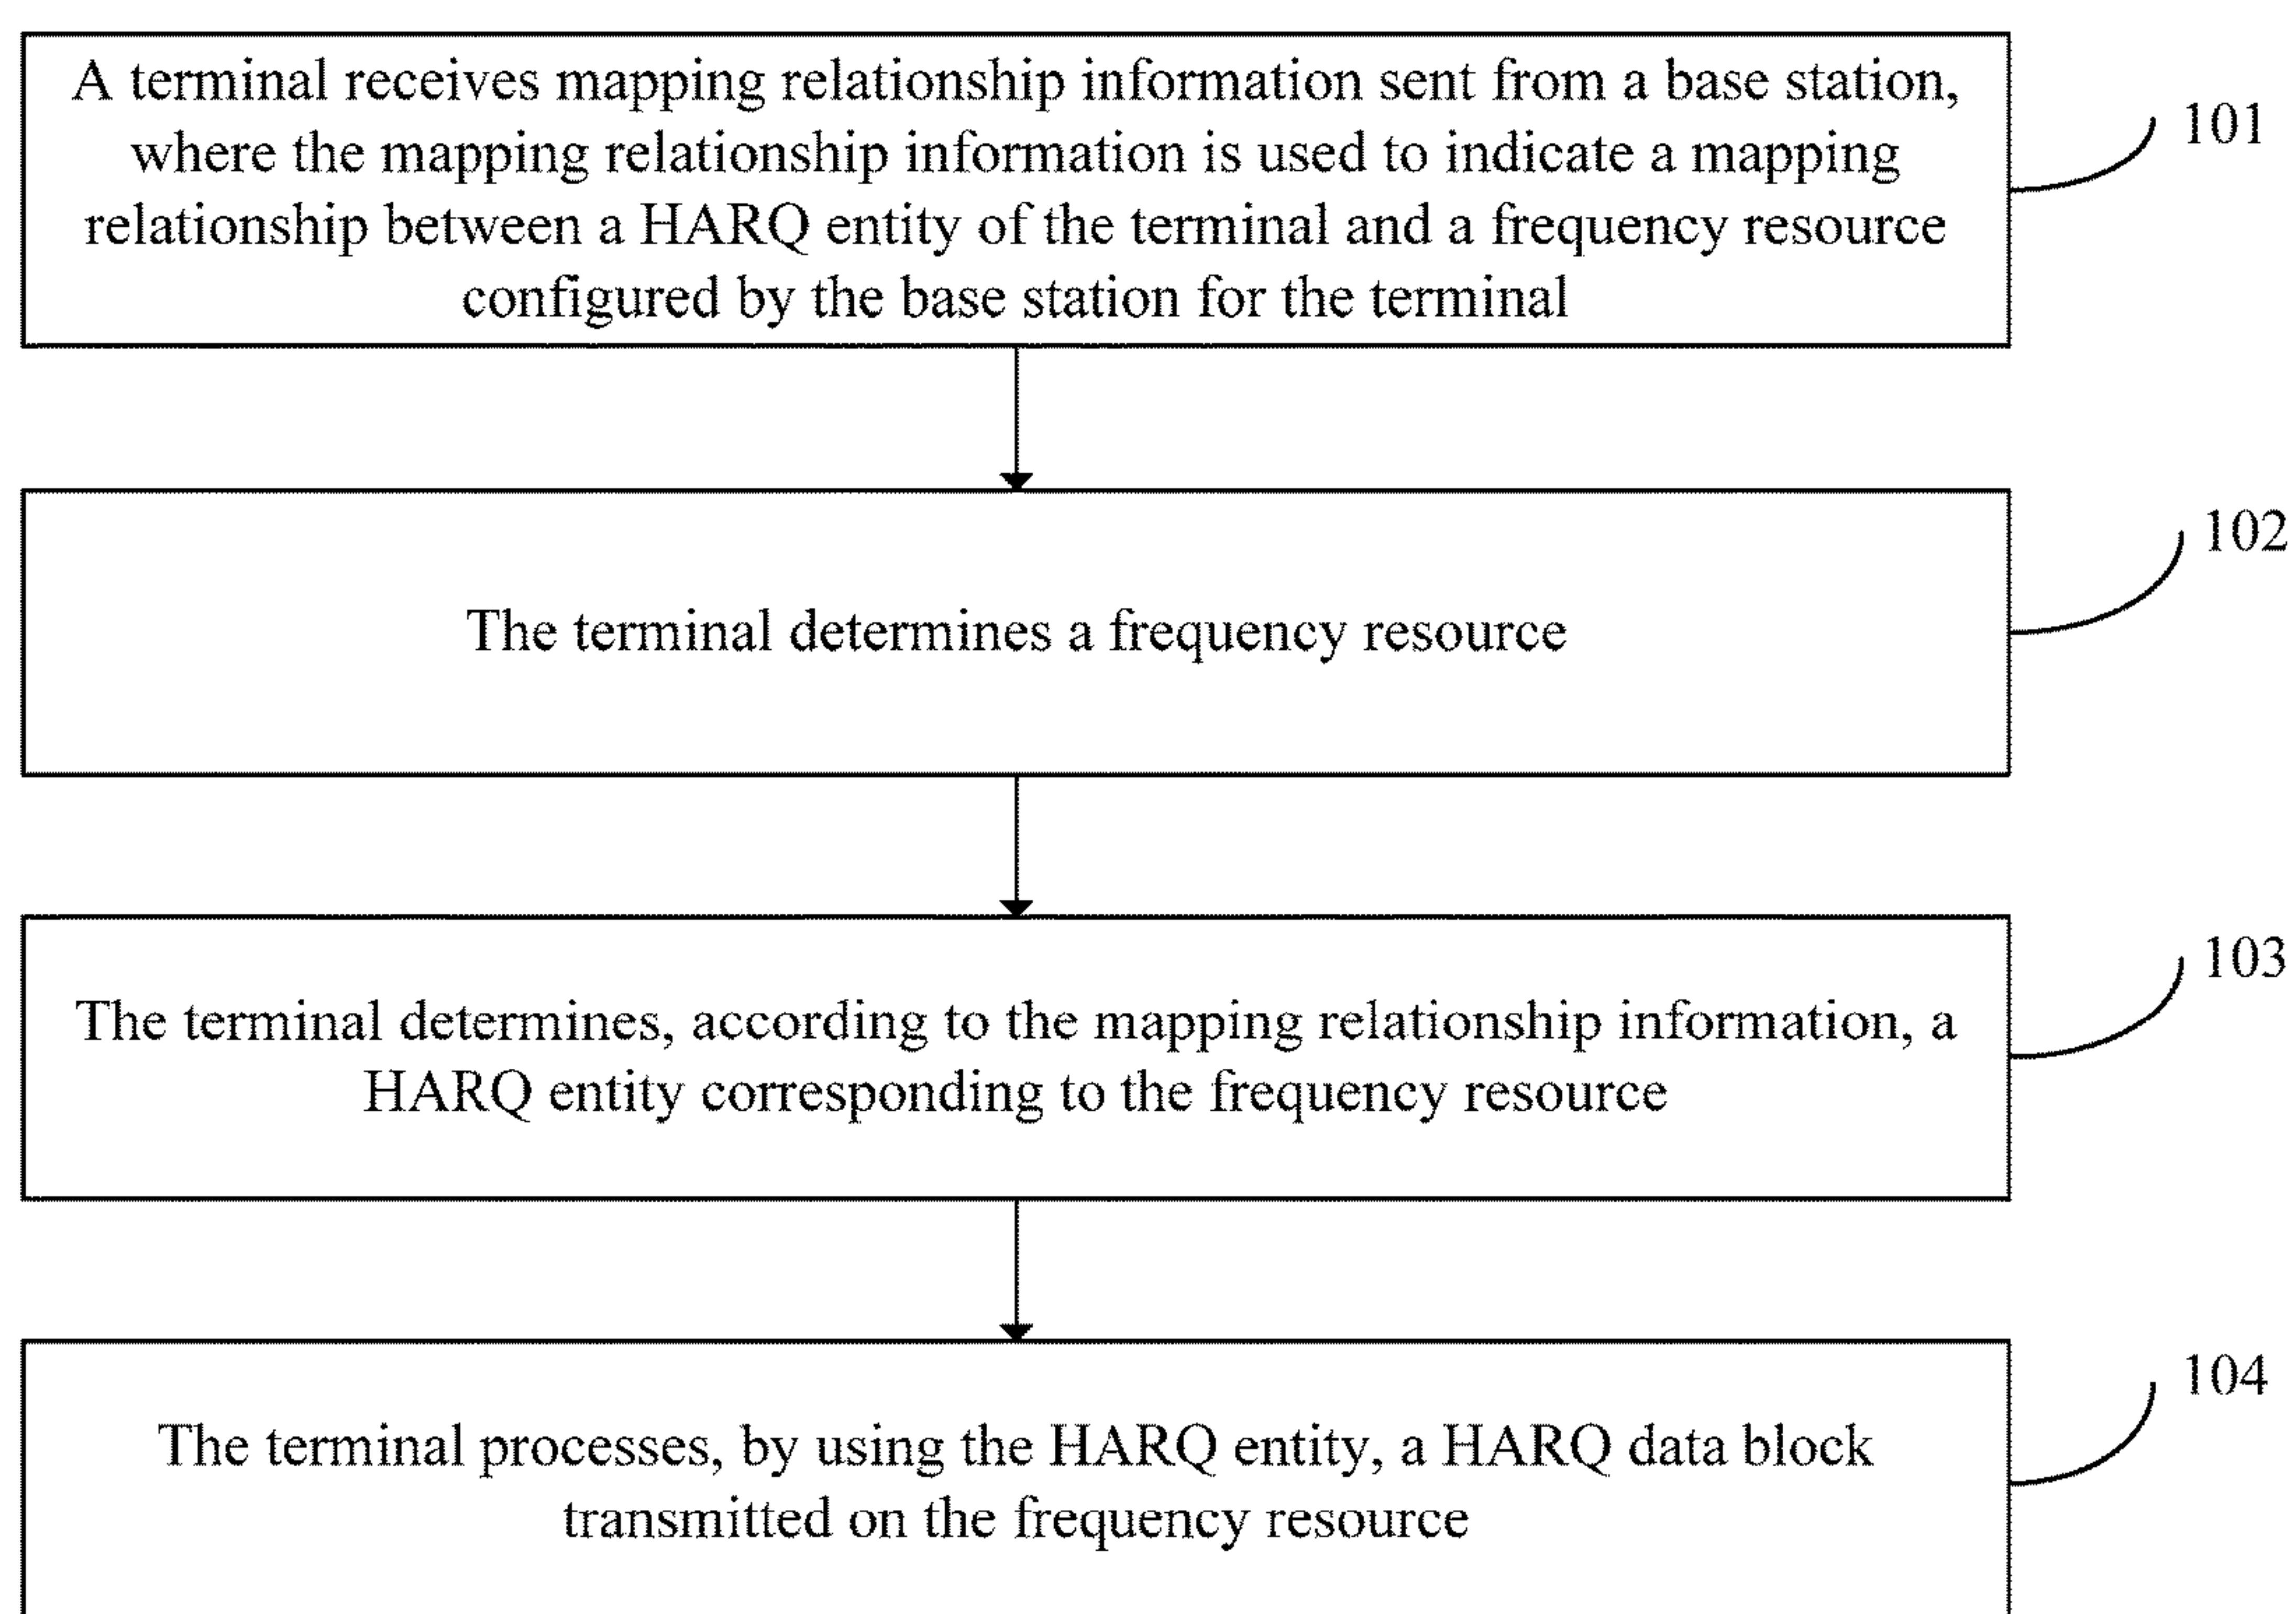 A terminal receives mapping relationship information sent from a base station,
where the mapping relationship information is used to indicate a mapping
relationship between a HARQ entity of the terminal and a frequency resource
configured by the base station for the terminal
101
The terminal determines a frequency resource
102
The terminal determines, according to the mapping relationship information, a
HARQ entity corresponding to the frequency resource
103
The terminal processes, by using the HARQ entity, a HARQ data block
transmitted on the frequency resource
104